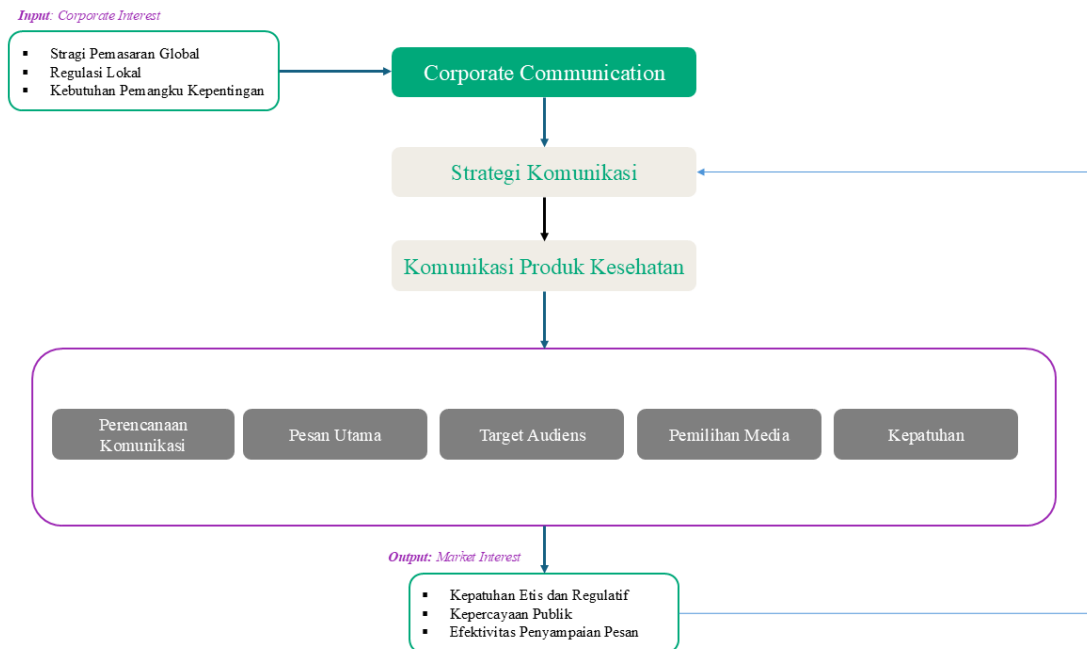 Input: Corporate Interest
▪ Stragi Pemasaran Global
▪ Regulasi Lokal
▪ Kebutuhan Pemangku Kepentingan
Corporate Communication
Strategi Komunikasi
Komunikasi Produk Kesehatan
Perencanaan
Komunikasi
Pesan Utama
Target Audiens
Pemilihan Media
Kepatuhan
Output: Market Interest
▪ Kepatuhan Etis dan Regulatif
▪ Kepercayaan Publik
▪ Efektivitas Penyampaian Pesan